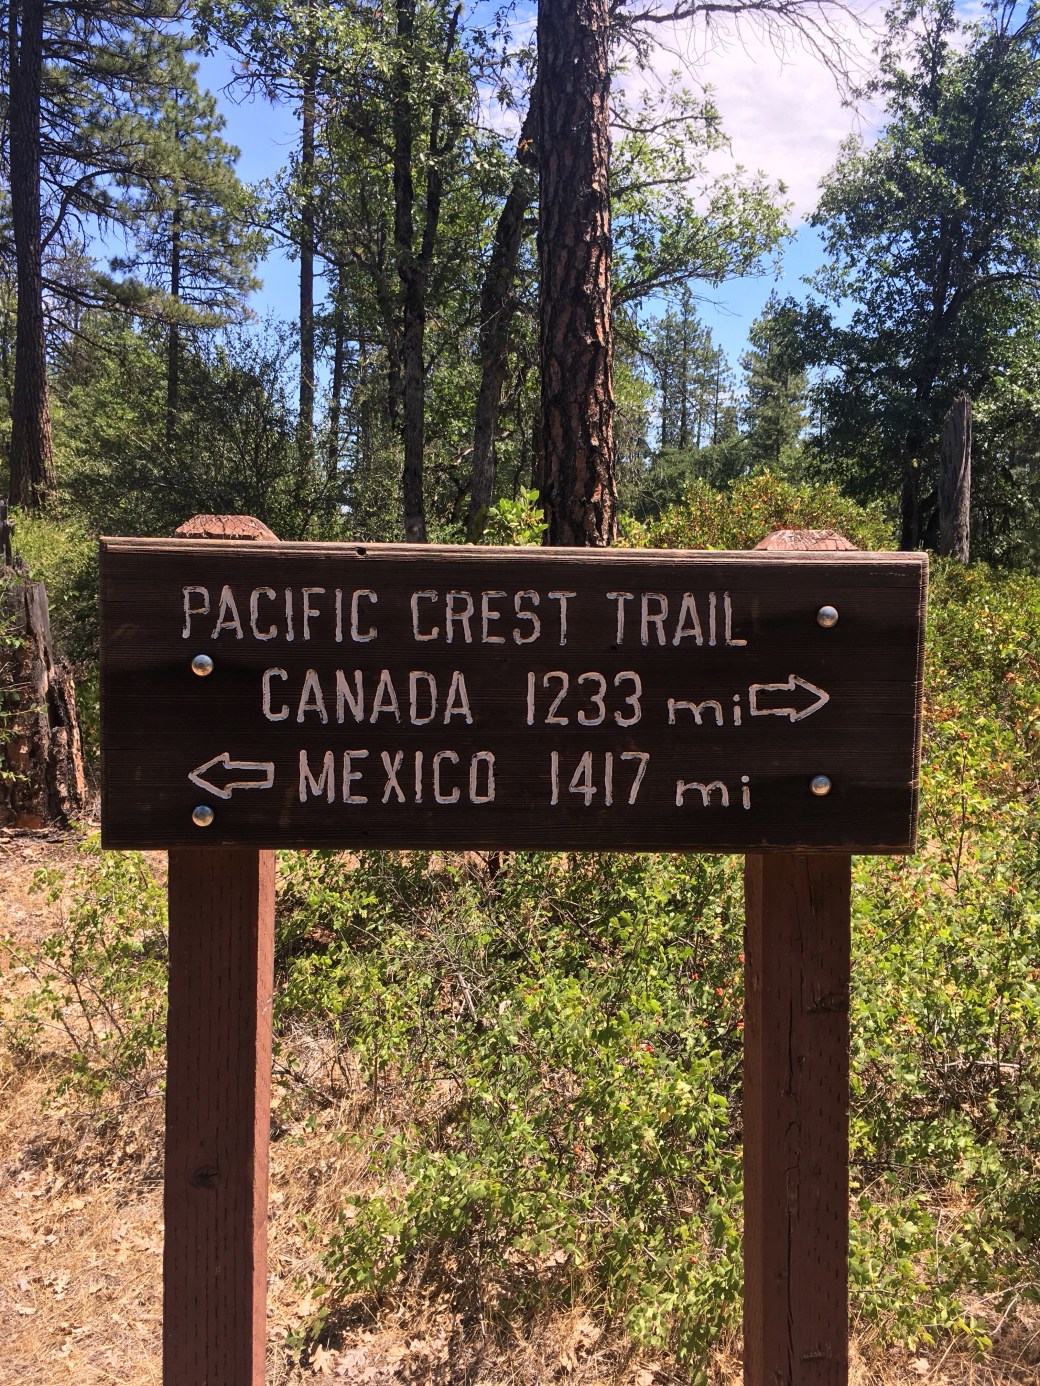 PACIFIC CREST TRAIL
CANADA 1233 mi
MEXICO 1417 mi